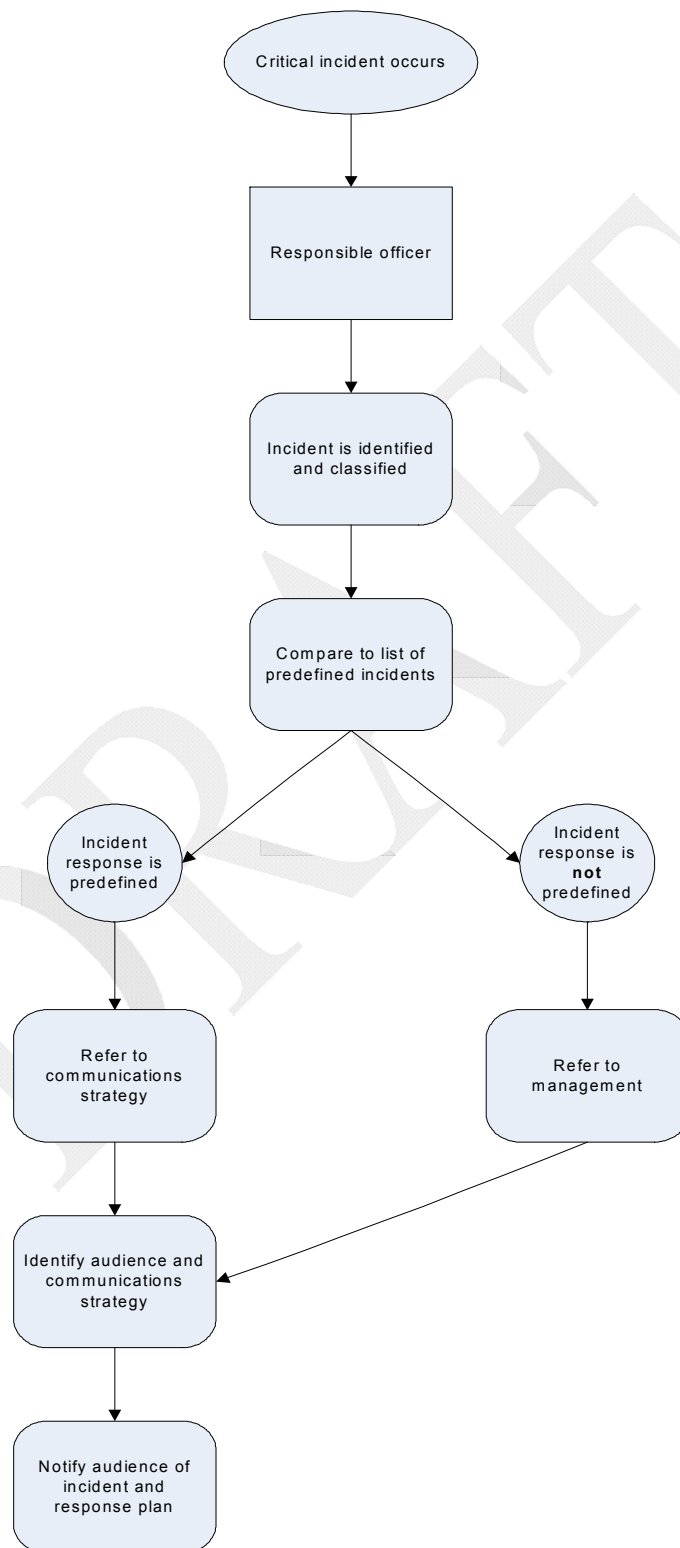 Critical incident occurs
Responsible officer
Incident is identified
and classified
Compare to list of
predefined incidents
Incident
response is
predefined
Incident
response is
not
predefined
Refer to
communications
strategy
Refer to
management
Identify audience and
communications
strategy
Notify audience of
incident and
response plan
DRAFT